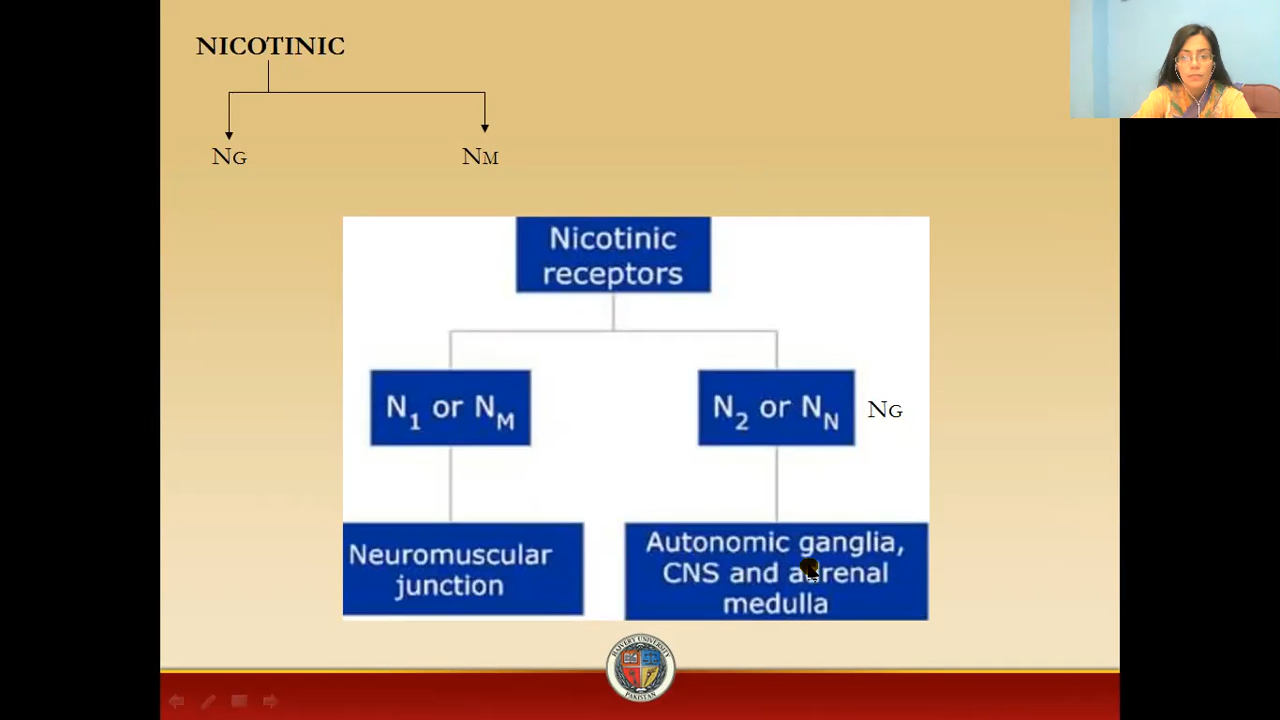 NICOTINIC
NG NM
Nicotinic
receptors
N1 or NM N2 or NN NG
Neuromuscular
junction
Autonomic ganglia,
CNS and adrenal
medulla
PAKISTAN